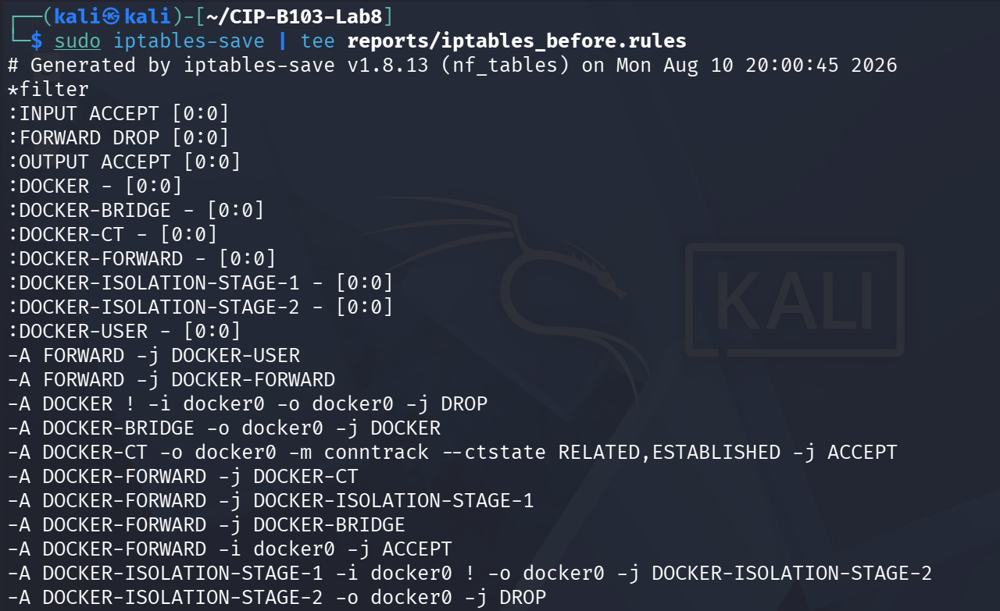 ┌──(kali㉿kali)-[~/CIP-B103-Lab8]
└─$ sudo iptables-save | tee reports/iptables_before.rules
# Generated by iptables-save v1.8.13 (nf_tables) on Mon Aug 10 20:00:45 2026
*filter
:INPUT ACCEPT [0:0]
:FORWARD DROP [0:0]
:OUTPUT ACCEPT [0:0]
:DOCKER - [0:0]
:DOCKER-BRIDGE - [0:0]
:DOCKER-CT - [0:0]
:DOCKER-FORWARD - [0:0]
:DOCKER-ISOLATION-STAGE-1 - [0:0]
:DOCKER-ISOLATION-STAGE-2 - [0:0]
:DOCKER-USER - [0:0]
-A FORWARD -j DOCKER-USER
-A FORWARD -j DOCKER-FORWARD
-A DOCKER ! -i docker0 -o docker0 -j DROP
-A DOCKER-BRIDGE -o docker0 -j DOCKER
-A DOCKER-CT -o docker0 -m conntrack --ctstate RELATED,ESTABLISHED -j ACCEPT
-A DOCKER-FORWARD -j DOCKER-CT
-A DOCKER-FORWARD -j DOCKER-ISOLATION-STAGE-1
-A DOCKER-FORWARD -j DOCKER-BRIDGE
-A DOCKER-FORWARD -i docker0 -j ACCEPT
-A DOCKER-ISOLATION-STAGE-1 -i docker0 ! -o docker0 -j DOCKER-ISOLATION-STAGE-2
-A DOCKER-ISOLATION-STAGE-2 -o docker0 -j DROP
KALI